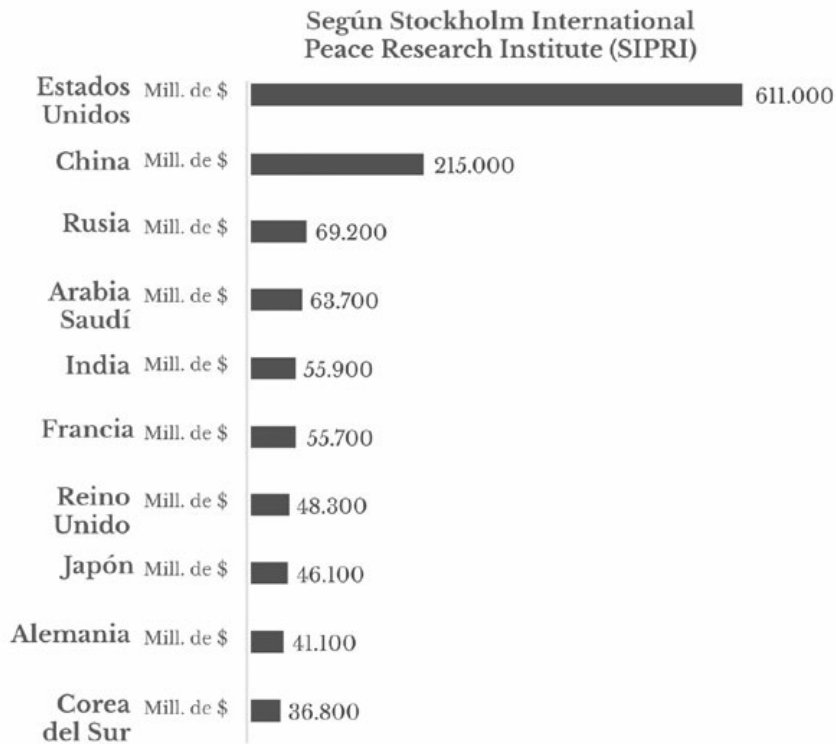 Según Stockholm International
Peace Research Institute (SIPRI)
Estados
Unidos
Mill. de $
611.000
China
Mill. de $
215.000
Rusia
Mill. de $
69.200
Arabia
Saudí
Mill. de $
63.700
India
Mill. de $
55.900
Francia
Mill. de $
55.700
Reino
Unido
Mill. de $
48.300
Japón
Mill. de $
46.100
Alemania
Mill. de $
41.100
Corea
del Sur
Mill. de $
36.800